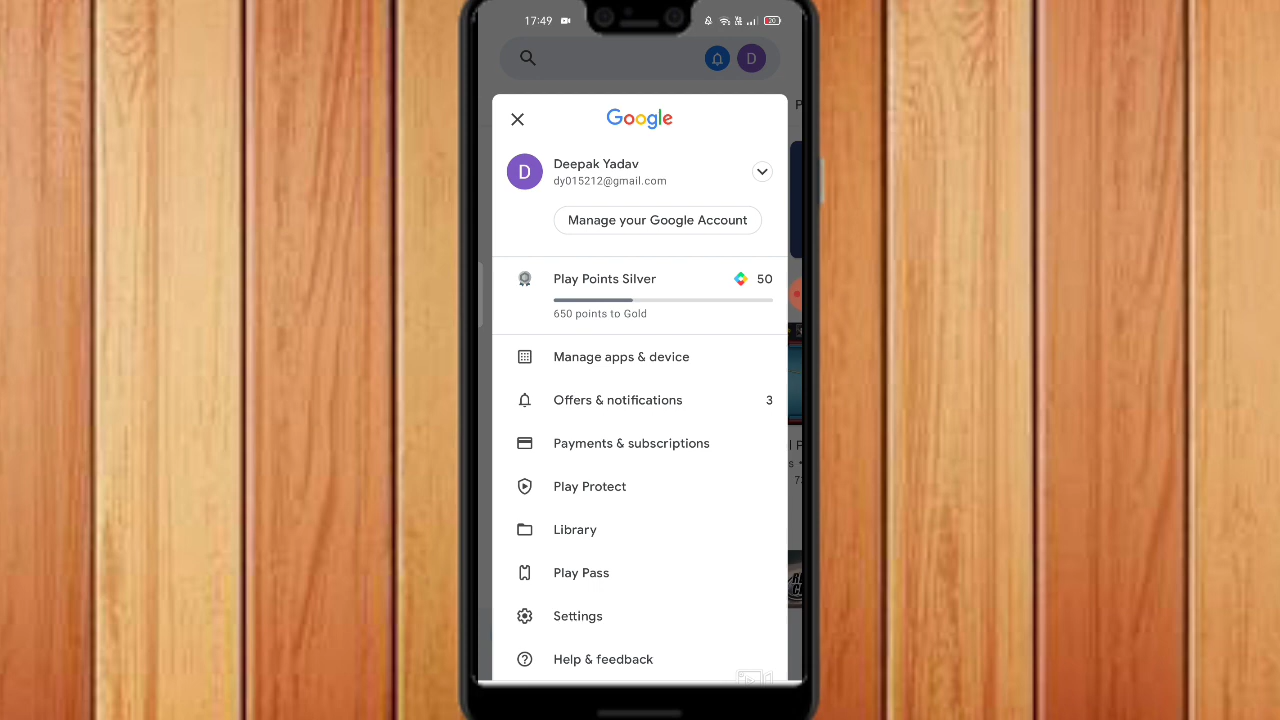 17:49
20
D
Google
D
Deepak Yadav
dy015212@gmail.com
Manage your Google Account
Play Points Silver
50
650 points to Gold
Manage apps & device
Offers & notifications
3
Payments & subscriptions
Play Protect
Library
Play Pass
Settings
Help & feedback